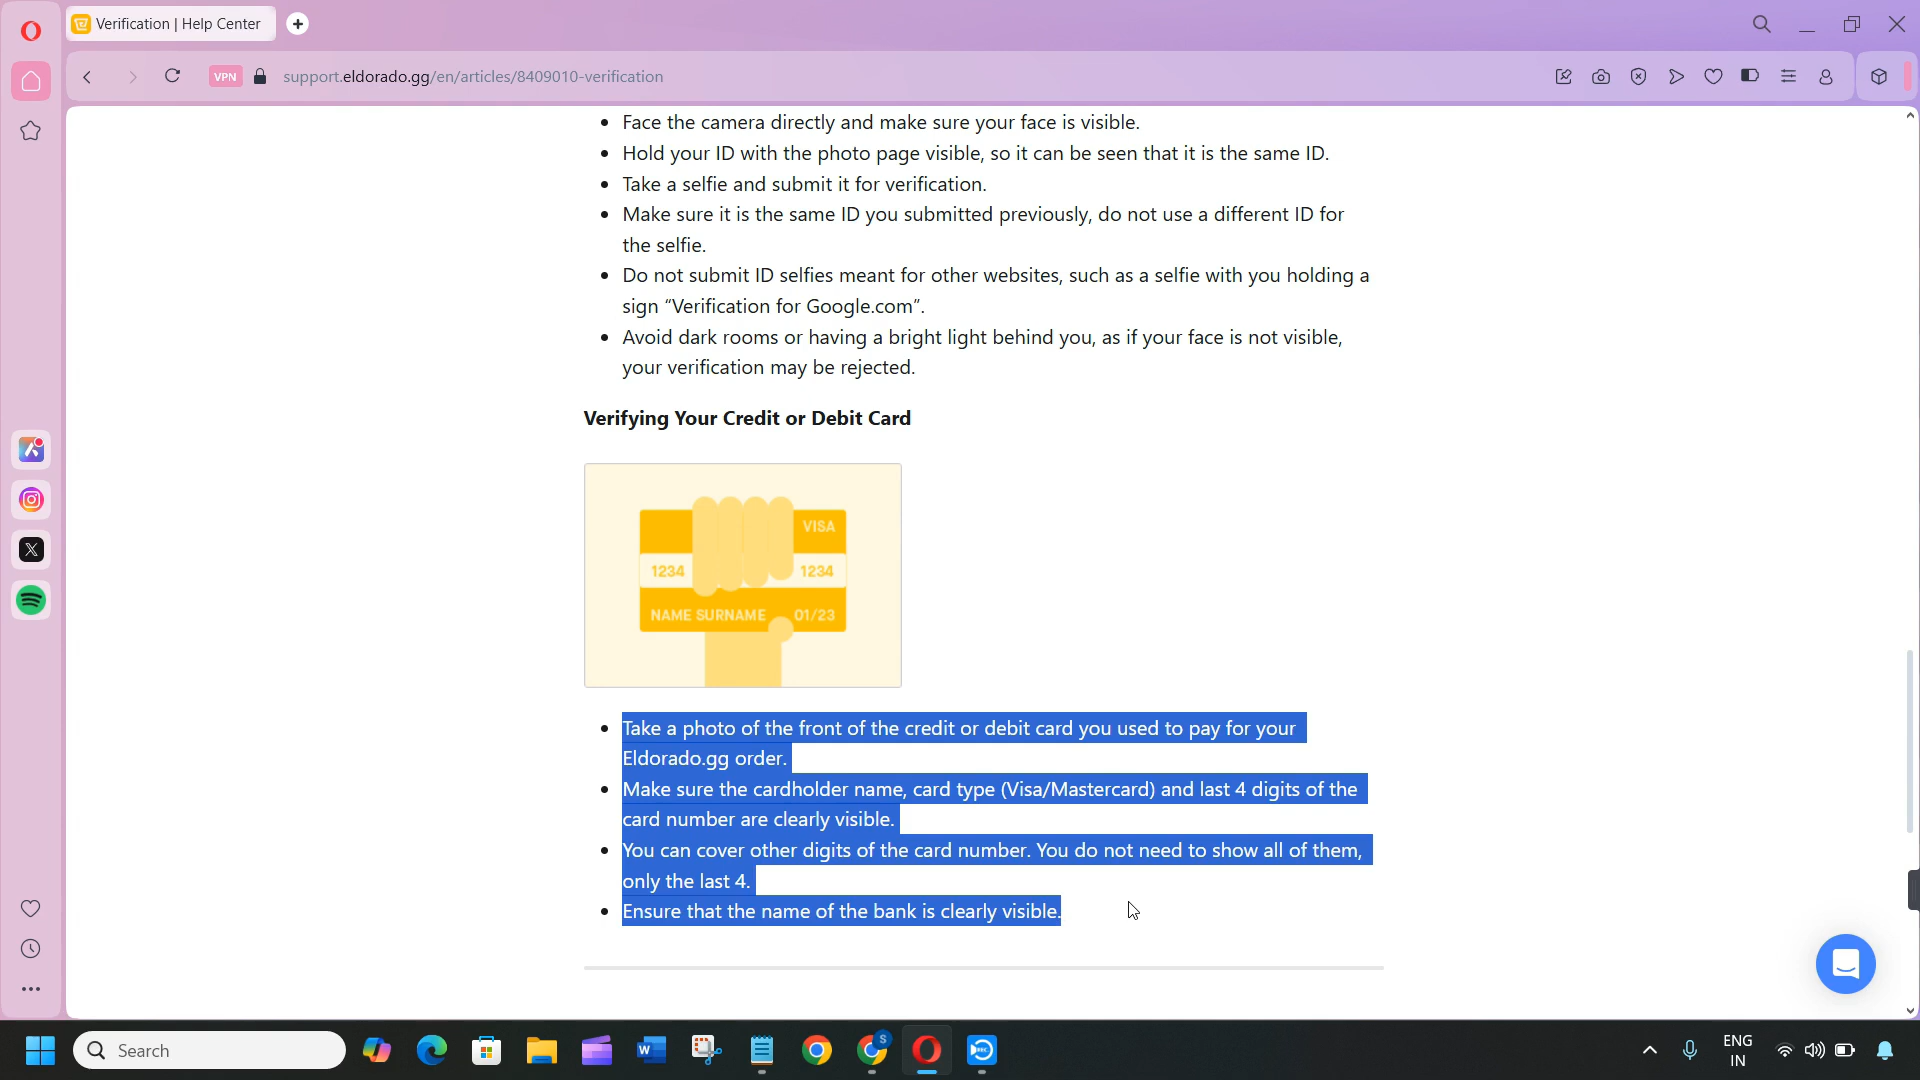 Verification | Help Center
VPN
support.eldorado.gg/en/articles/8409010-verification
Face the camera directly and make sure your face is visible.
Hold your ID with the photo page visible, so it can be seen that it is the same ID.
Take a selfie and submit it for verification.
Make sure it is the same ID you submitted previously, do not use a different ID for
the selfie.
Do not submit ID selfies meant for other websites, such as a selfie with you holding a
sign “Verification for Google.com”.
Avoid dark rooms or having a bright light behind you, as if your face is not visible,
your verification may be rejected.
Verifying Your Credit or Debit Card
VISA
1234 1234
NAME SURNAME 01/23
Take a photo of the front of the credit or debit card you used to pay for your
Eldorado.gg order.
Make sure the cardholder name, card type (Visa/Mastercard) and last 4 digits of the
card number are clearly visible.
You can cover other digits of the card number. You do not need to show all of them,
only the last 4.
Ensure that the name of the bank is clearly visible.
Search
ENG
IN